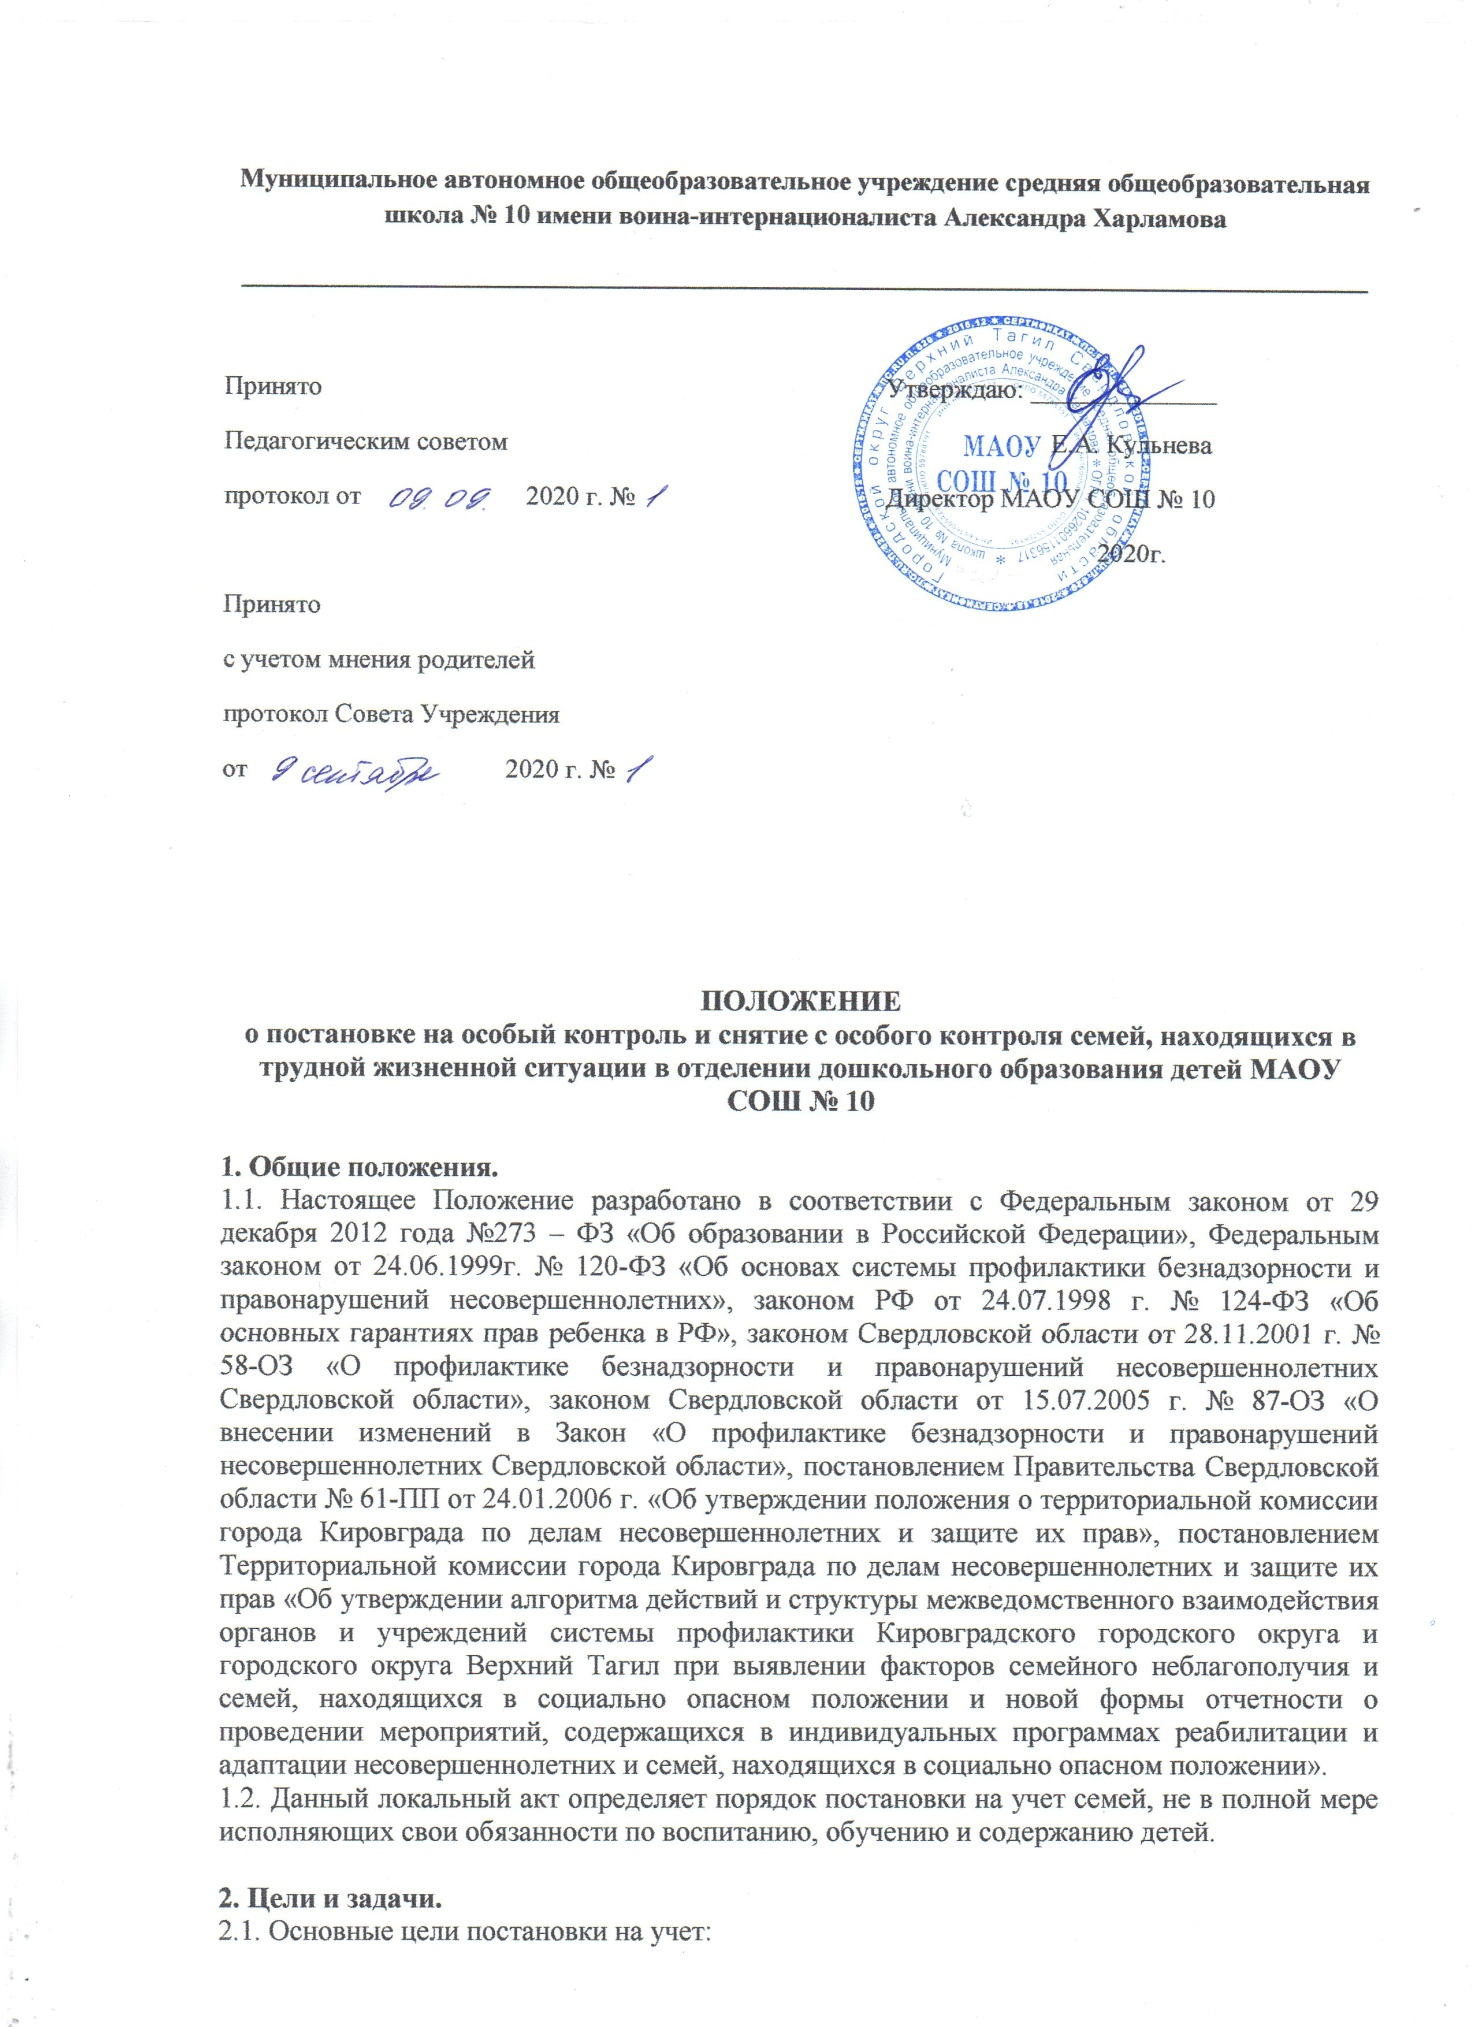 Муниципальное автономное общеобразовательное учреждение средняя общеобразовательная
школа № 10 имени воина-интернационалиста Александра Харламова
Принято
Педагогическим советом
протокол от 09. 09. 2020 г. № 1
Утверждаю:
Е.А. Кульнева
Директор МАОУ СОШ № 10
2020г.
МАОУ
СОШ № 10
Городской округ Верхний Тагил Свердловской области
Принято
с учетом мнения родителей
протокол Совета Учреждения
от 9 сентября 2020 г. № 1
ПОЛОЖЕНИЕ
о постановке на особый контроль и снятие с особого контроля семей, находящихся в
трудной жизненной ситуации в отделении дошкольного образования детей МАОУ
СОШ № 10
1. Общие положения.
1.1. Настоящее Положение разработано в соответствии с Федеральным законом от 29
декабря 2012 года №273 – ФЗ «Об образовании в Российской Федерации», Федеральным
законом от 24.06.1999г. № 120-ФЗ «Об основах системы профилактики безнадзорности и
правонарушений несовершеннолетних», законом РФ от 24.07.1998 г. № 124-ФЗ «Об
основных гарантиях прав ребенка в РФ», законом Свердловской области от 28.11.2001 г. №
58-ОЗ «О профилактике безнадзорности и правонарушений несовершеннолетних
Свердловской области», законом Свердловской области от 15.07.2005 г. № 87-ОЗ «О
внесении изменений в Закон «О профилактике безнадзорности и правонарушений
несовершеннолетних Свердловской области», постановлением Правительства Свердловской
области № 61-ПП от 24.01.2006 г. «Об утверждении положения о территориальной комиссии
города Кировграда по делам несовершеннолетних и защите их прав», постановлением
Территориальной комиссии города Кировграда по делам несовершеннолетних и защите их
прав «Об утверждении алгоритма действий и структуры межведомственного взаимодействия
органов и учреждений системы профилактики Кировградского городского округа и
городского округа Верхний Тагил при выявлении факторов семейного неблагополучия и
семей, находящихся в социально опасном положении и новой формы отчетности о
проведении мероприятий, содержащихся в индивидуальных программах реабилитации и
адаптации несовершеннолетних и семей, находящихся в социально опасном положении».
1.2. Данный локальный акт определяет порядок постановки на учет семей, не в полной мере
исполняющих свои обязанности по воспитанию, обучению и содержанию детей.
2. Цели и задачи.
2.1. Основные цели постановки на учет: